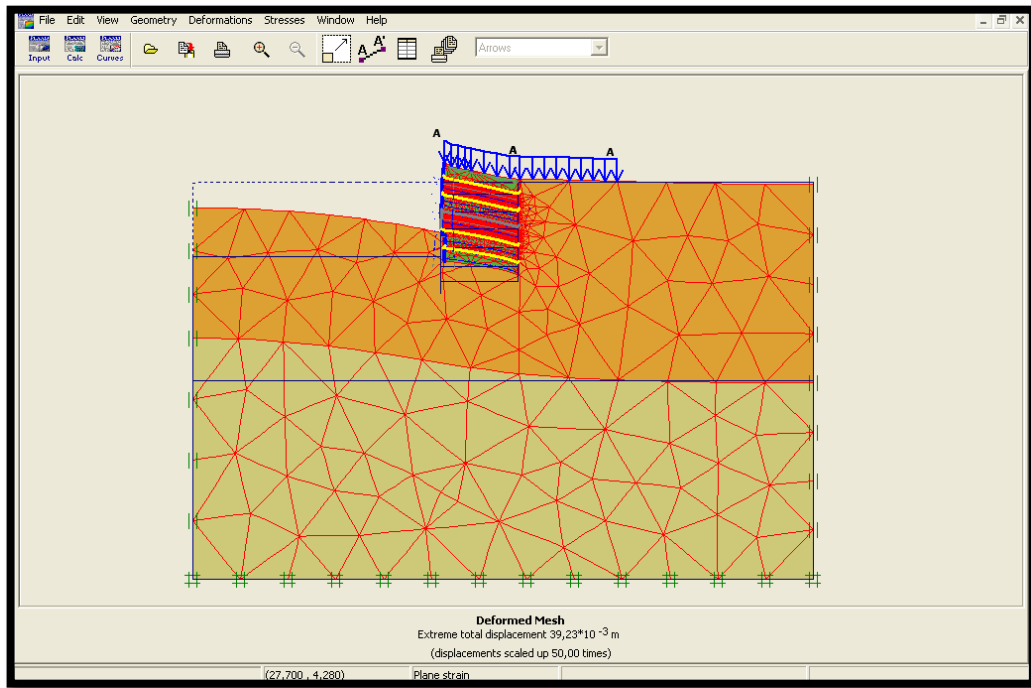 File Edit View Geometry Deformations Stresses Window Help
Input Calc Curves A A' Arrows
A
A A
Deformed Mesh
Extreme total displacement 39,23*10 -3 m
(displacements scaled up 50,00 times)
(27,700 , 4,280) Plane strain